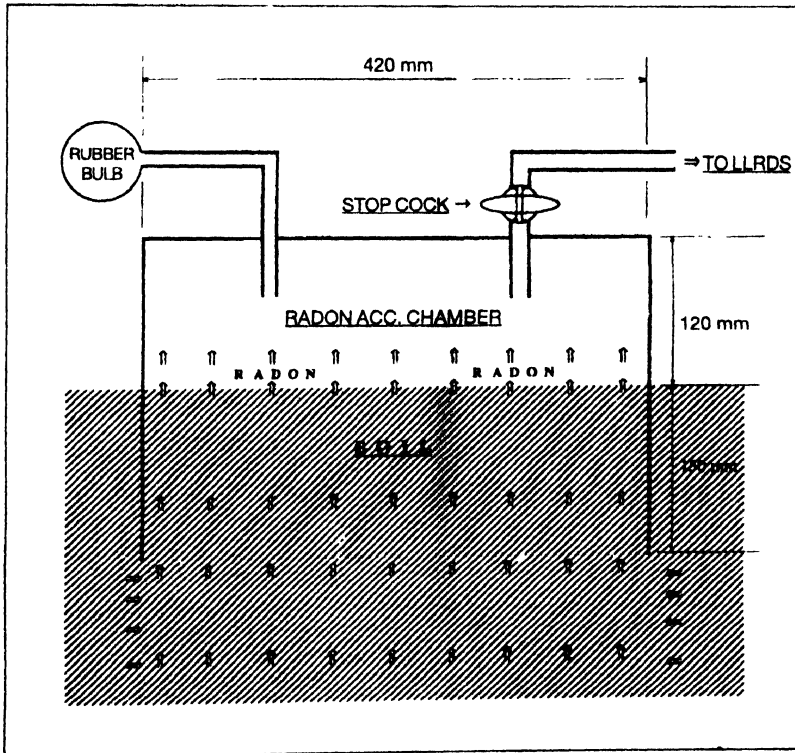 420 mm
RUBBER
BULB
⇒ TO LLRDS
STOP COCK →
RADON ACC. CHAMBER
120 mm
RADON RADON
SOIL